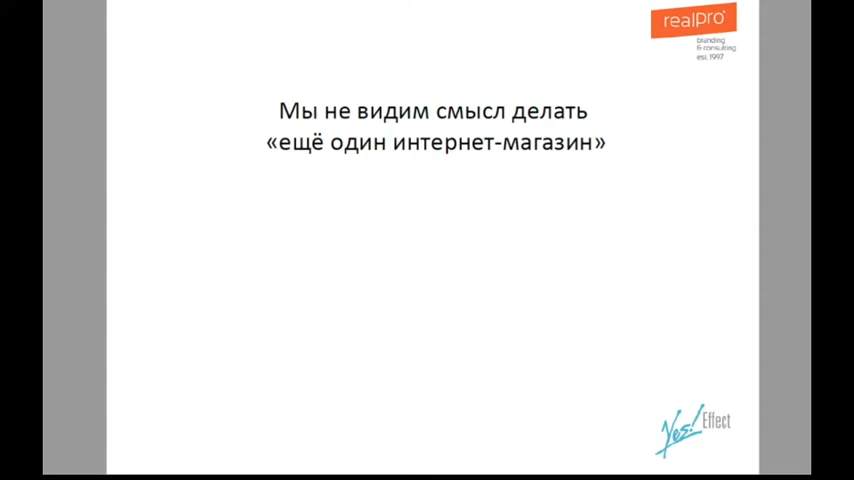 realpro
branding
& consulting
est. 1997
Мы не видим смысл делать
«ещё один интернет-магазин»
Yes! Effect